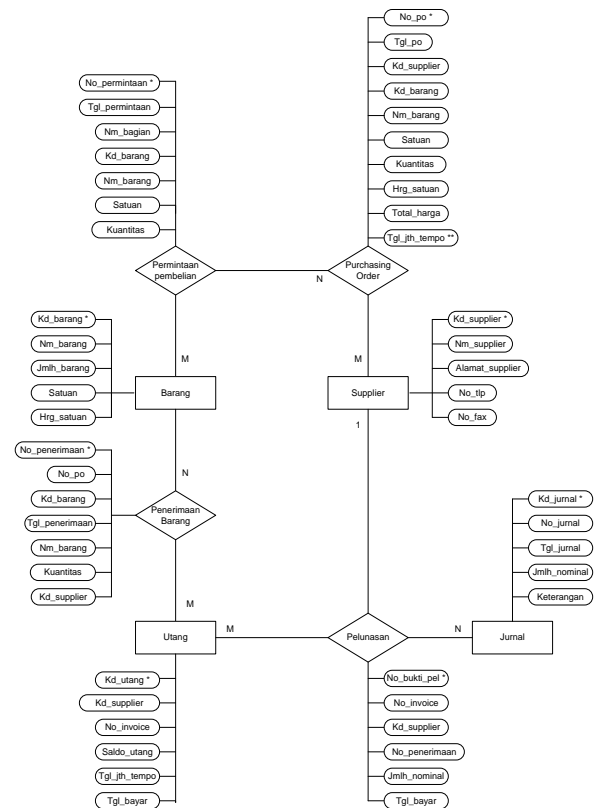 No_po *
Tgl_po
Kd_supplier
Kd_barang
Nm_barang
Satuan
Kuantitas
Hrg_satuan
Total_harga
Tgl_jth_tempo **
No_permintaan *
Tgl_permintaan
Nm_bagian
Kd_barang
Nm_barang
Satuan
Kuantitas
Permintaan
pembelian
N
Purchasing
Order
M
M
Kd_barang *
Nm_barang
Jmlh_barang
Satuan
Hrg_satuan
Barang
Supplier
Kd_supplier *
Nm_supplier
Alamat_supplier
No_tlp
No_fax
1
N
No_penerimaan *
No_po
Kd_barang
Tgl_penerimaan
Nm_barang
Kuantitas
Kd_supplier
Penerimaan
Barang
M
Kd_jurnal *
No_jurnal
Tgl_jurnal
Jmlh_nominal
Keterangan
Utang
M
Pelunasan
N
Jurnal
Kd_utang *
Kd_supplier
No_invoice
Saldo_utang
Tgl_jth_tempo
Tgl_bayar
No_bukti_pel *
No_invoice
Kd_supplier
No_penerimaan
Jmlh_nominal
Tgl_bayar